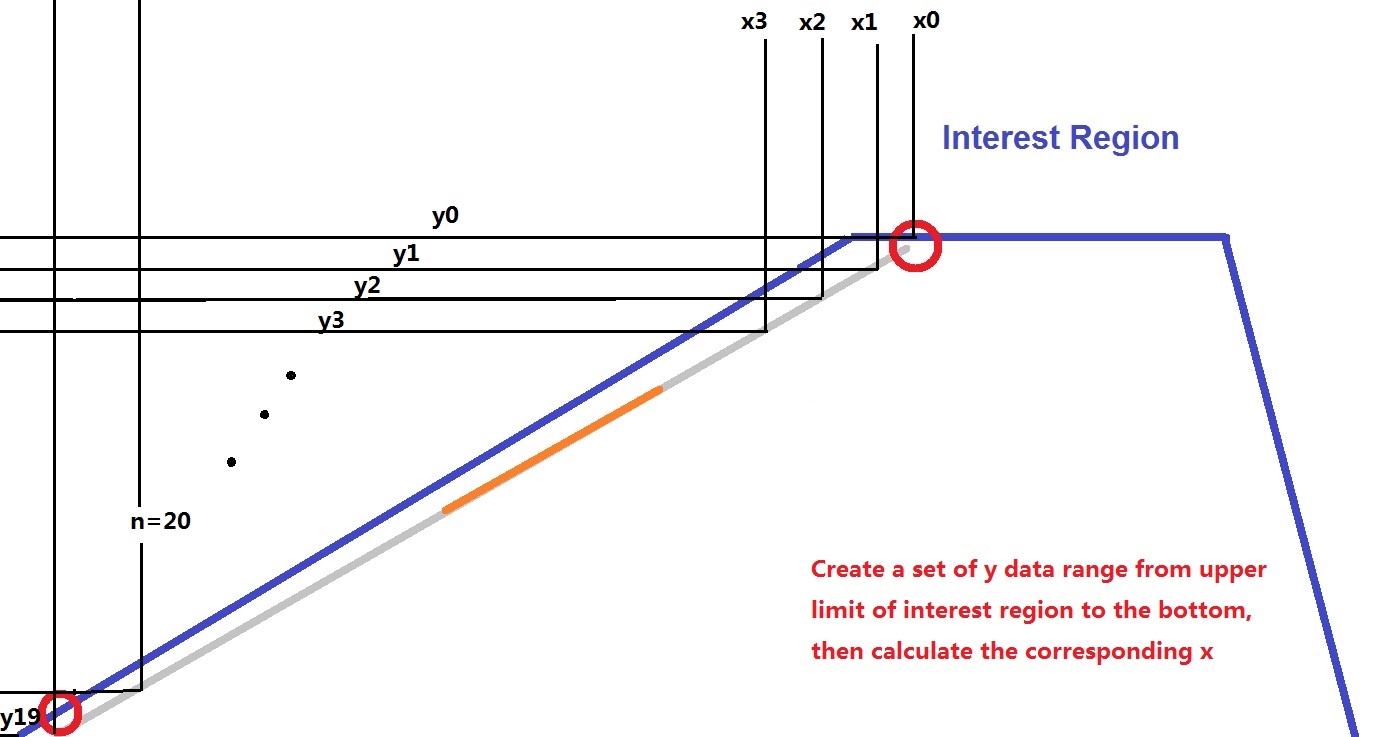 x3 x2 x1 x0
Interest Region
y0
y1
y2
y3
n=20
Create a set of y data range from upper
limit of interest region to the bottom,
then calculate the corresponding x
y19